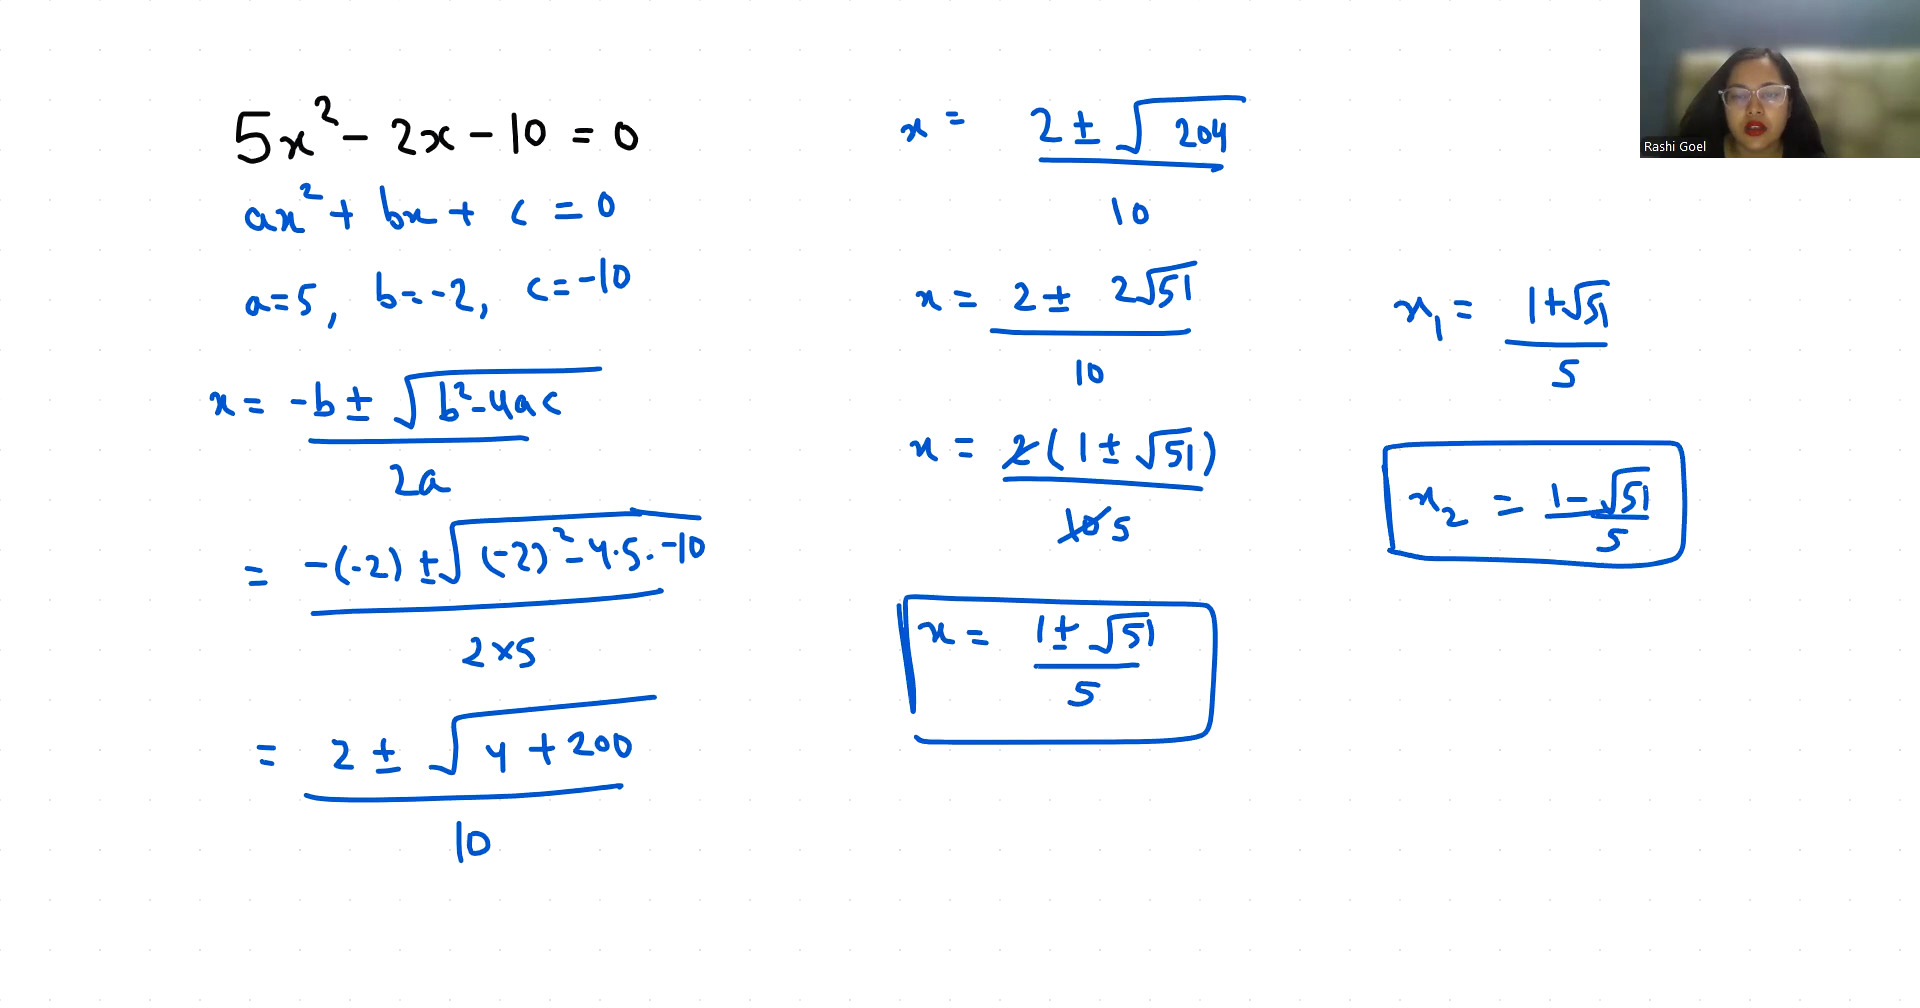 5x² - 2x - 10 = 0
ax² + bx + c = 0
a=5, b=-2, c=-10
x = -b ± √b²-4ac
2a
= -(-2) ± √(-2)²-4·5·-10
2×5
= 2 ± √4+200
10
x = 2 ± √204
10
x = 2 ± 2√51
10
x = 2(1 ± √51)
10 5
x = 1 ± √51
5
x₁ = 1+√51
5
x₂ = 1-√51
5
Rashi Goel